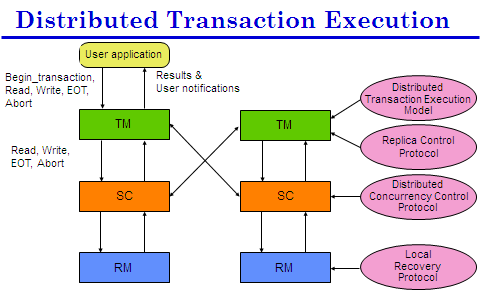 Distributed Transaction Execution
User application
Begin_transaction,
Read, Write, EOT,
Abort
Results &
User notifications
Distributed
Transaction Execution
Model
TM
TM
Replica Control
Protocol
Read, Write,
EOT, Abort
SC
SC
Distributed
Concurrency Control
Protocol
RM
RM
Local
Recovery
Protocol